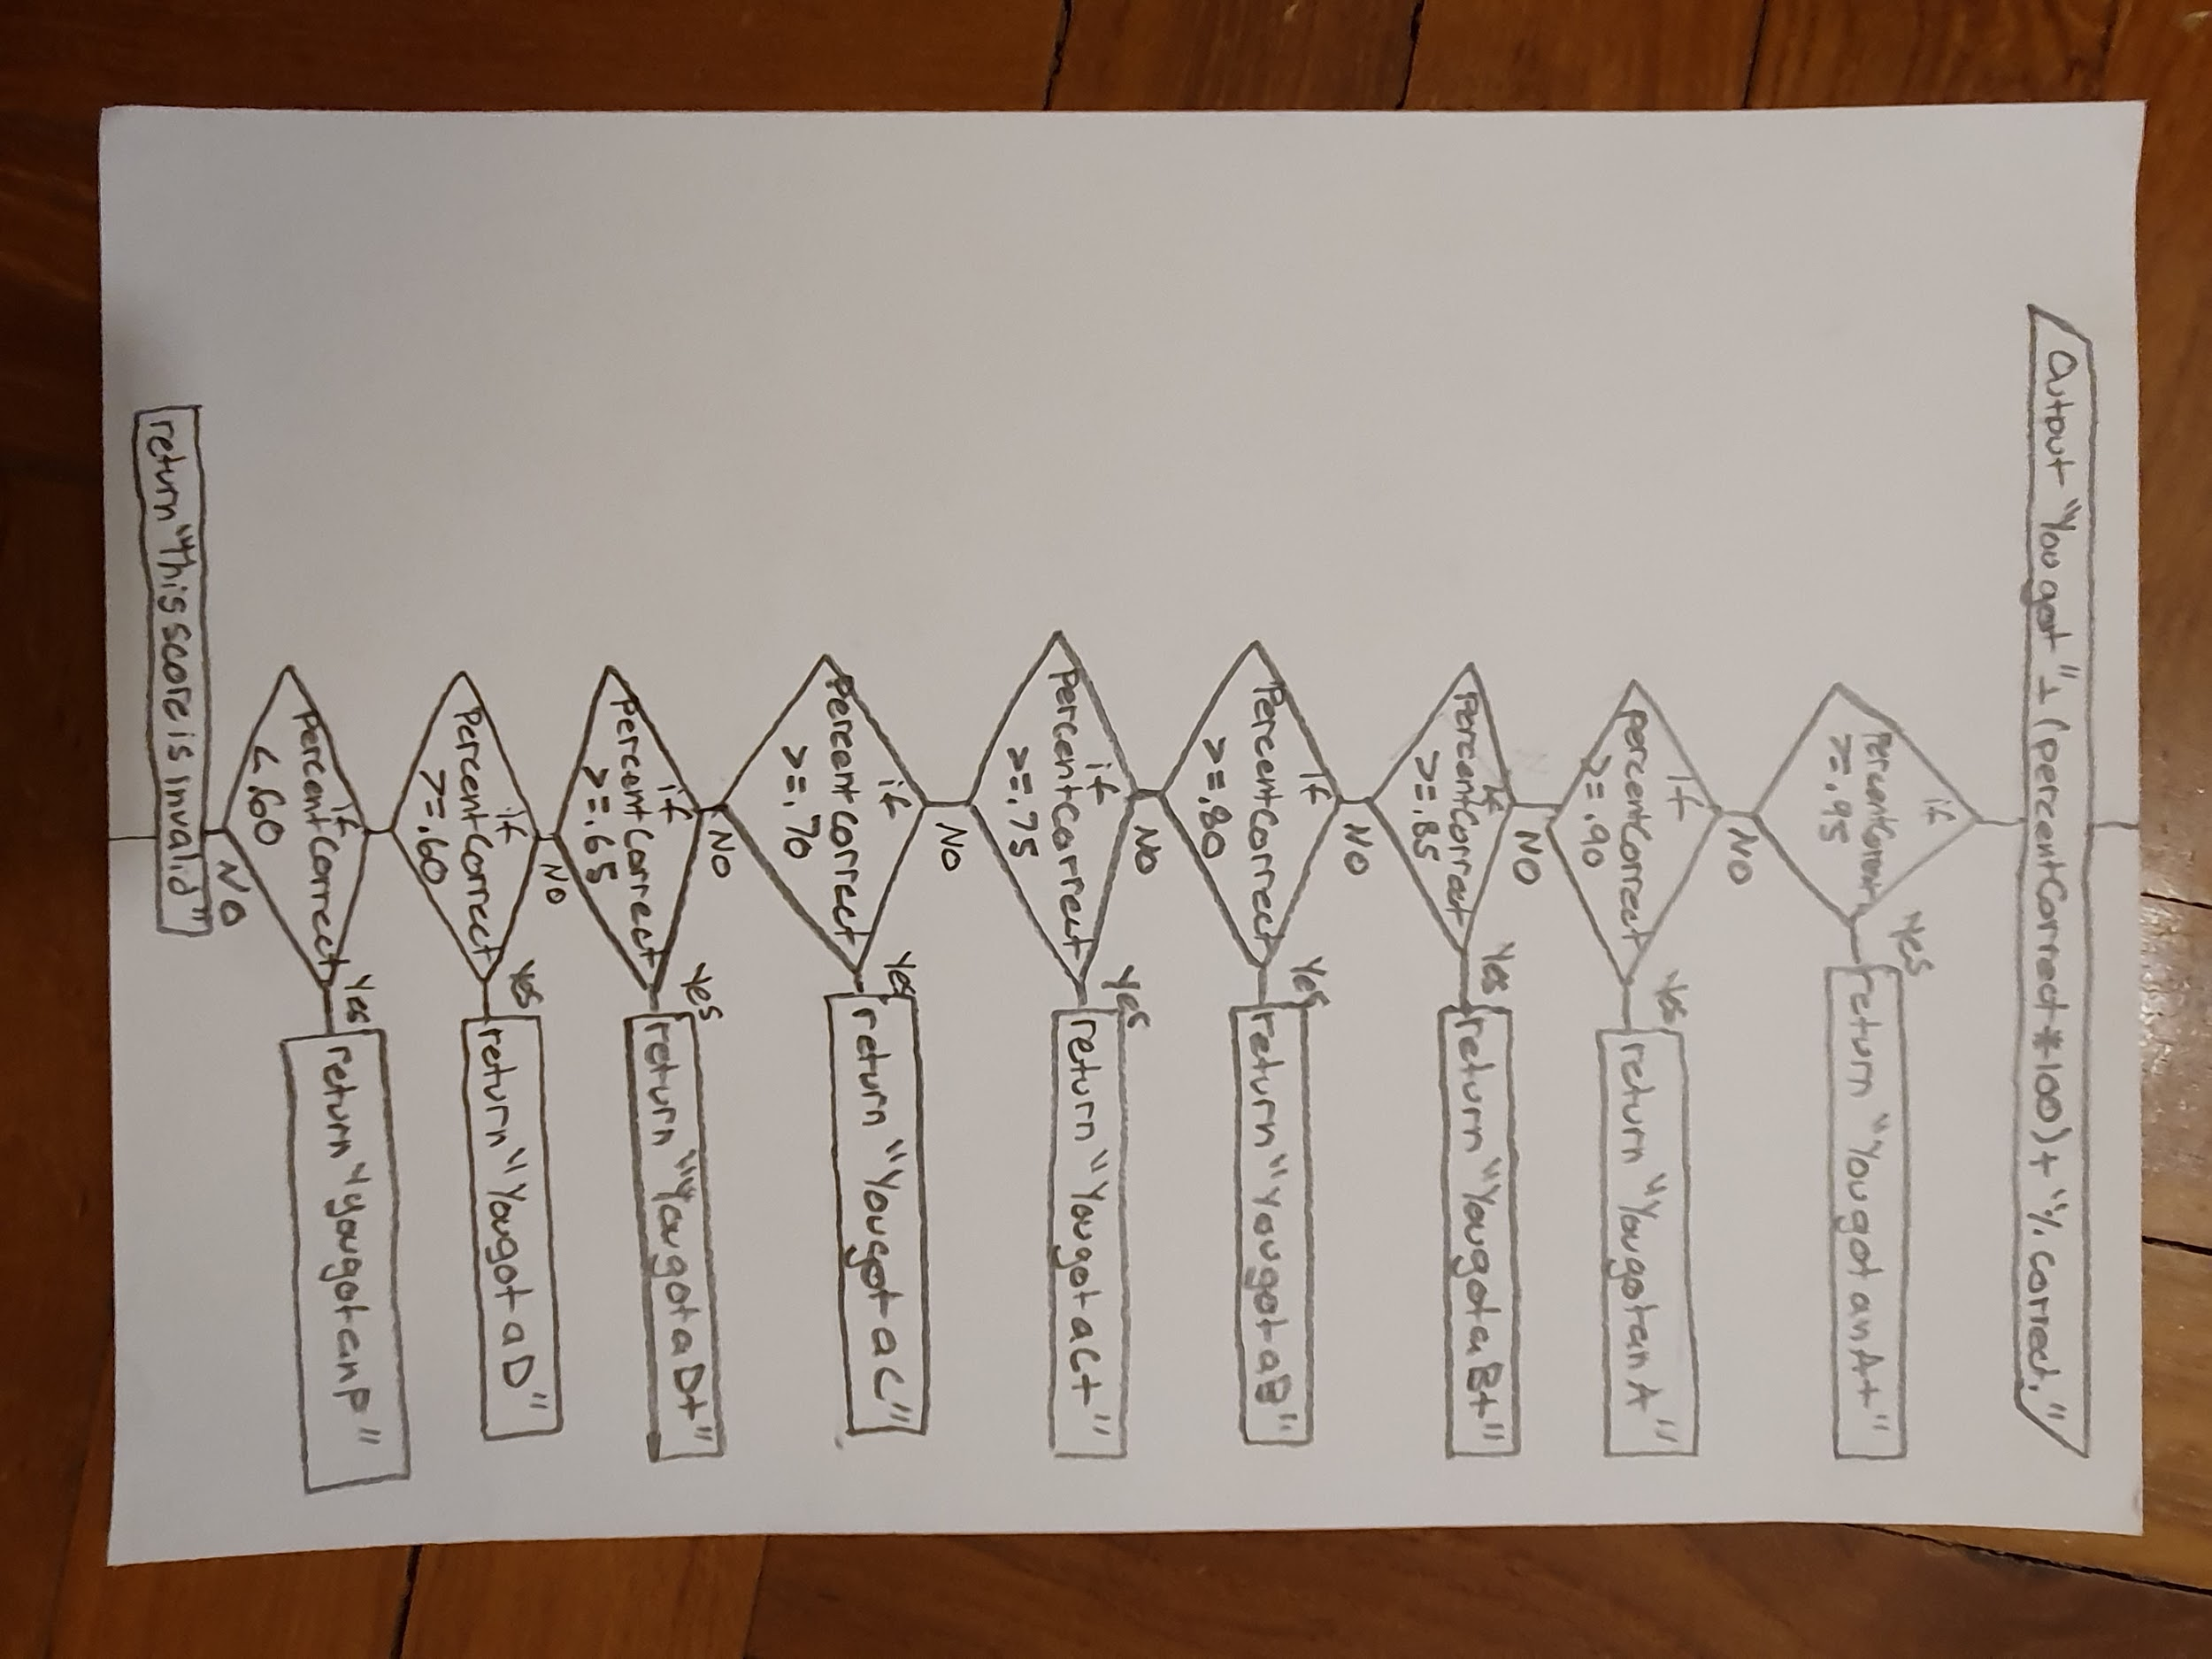 Output "You got" + (percentCorrect * 100) + "% correct."
if
PercentCorrect
>= .95
Yes
return "You got an A+"
No
if
percentCorrect
>= .90
Yes
return "You got an A"
No
if
PercentCorrect
>= .85
Yes
return "You got a B+"
No
if
PercentCorrect
>= .80
Yes
return "You got a B"
No
if
PercentCorrect
>= .75
Yes
return "You got a C+"
No
if
PercentCorrect
>= .70
Yes
return "You got a C"
No
if
PercentCorrect
>= .65
Yes
return "You got a D+"
No
if
PercentCorrect
>= .60
Yes
return "You got a D"
if
PercentCorrect
< .60
Yes
return "You got an F"
No
return "This score is invalid"